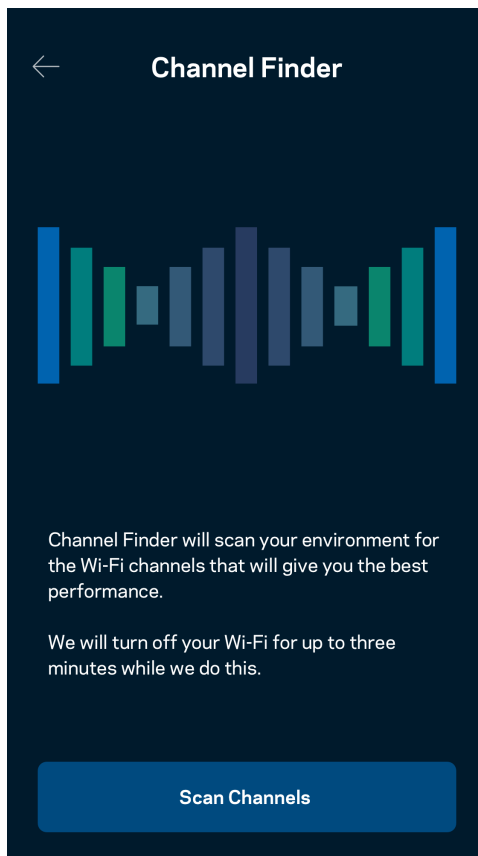 Channel Finder
Channel Finder will scan your environment for
the Wi-Fi channels that will give you the best
performance.
We will turn off your Wi-Fi for up to three
minutes while we do this.
Scan Channels